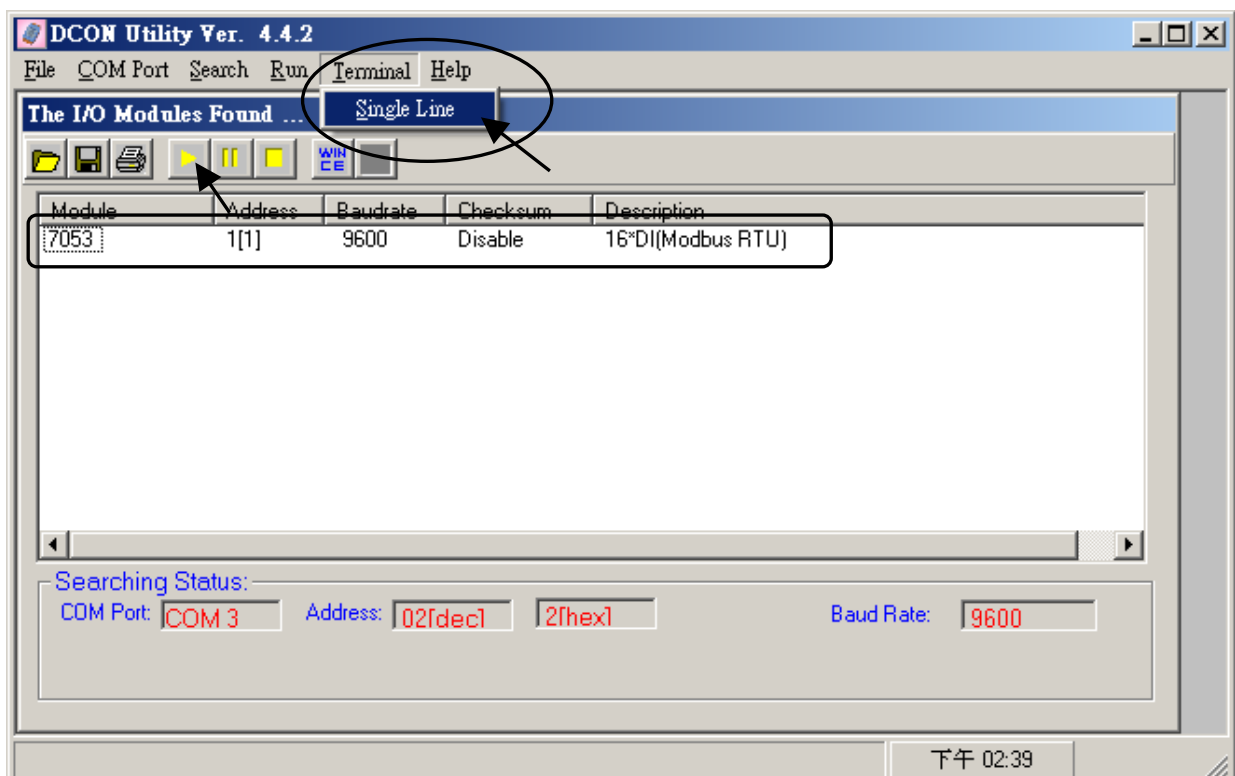 DCON Utility Ver. 4.4.2
File COM Port Search Run Terminal Help
Single Line
The I/O Modules Found ...
WIN CE
Module Address Baudrate Checksum Description
7053 1[1] 9600 Disable 16*DI(Modbus RTU)
Searching Status:
COM Port: COM 3 Address: 02[dec] 2[hex] Baud Rate: 9600
下午 02:39